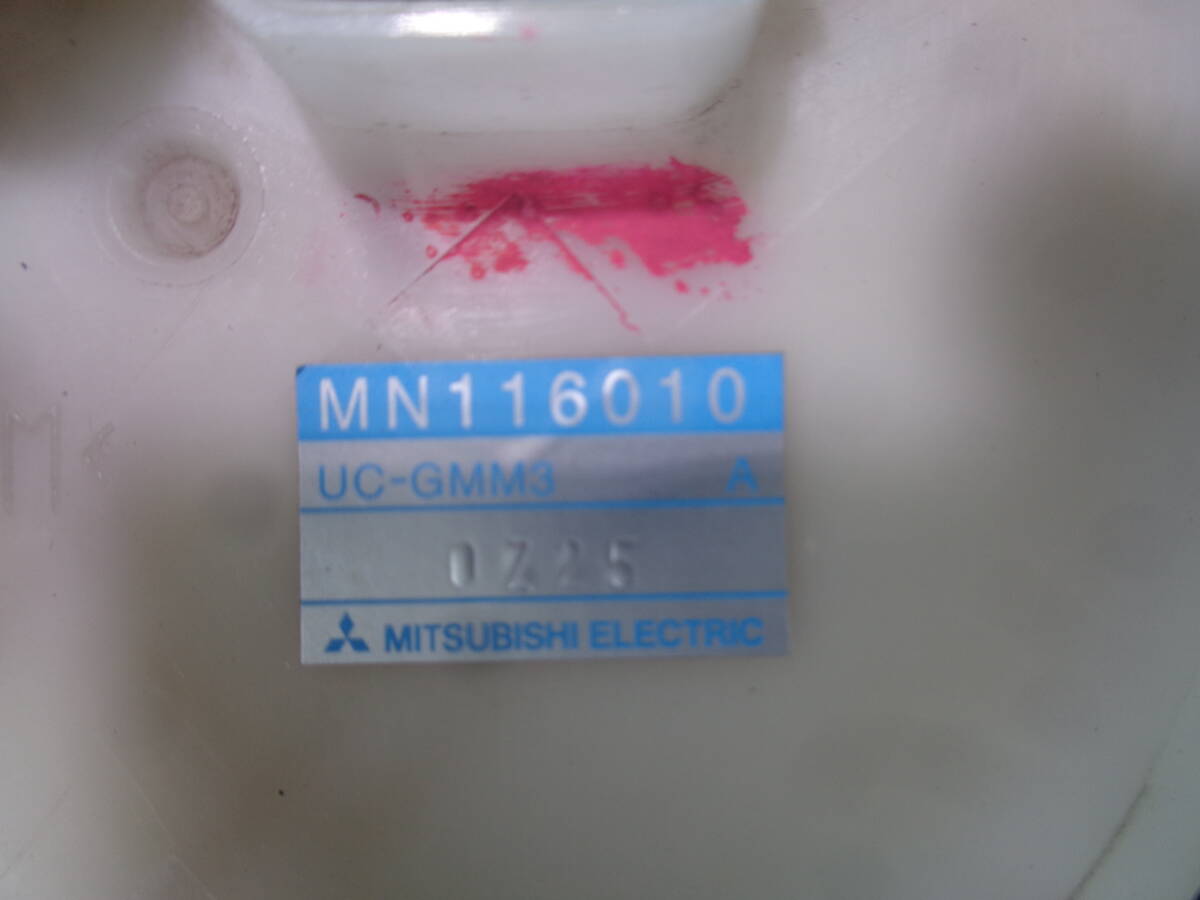 MN116010
UC-GMM3 A
0Z25
MITSUBISHI ELECTRIC